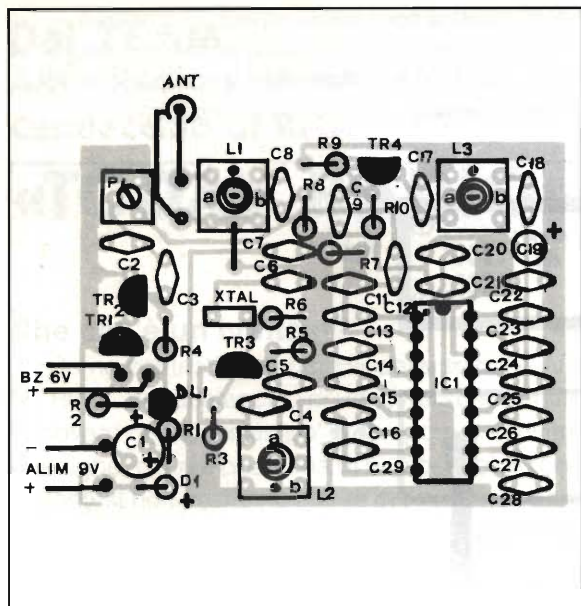 ANT
P1
L1
a
b
C8
R9
TR4
C17
L3
a
b
C18
R8
C9
R10
+
C2
C7
C20
C19
C6
R7
C21
TR2
C3
XTAL
R6
C11
C12
C22
TR1
C13
C23
R4
TR3
R5
IC1
BZ 6V
+
C5
C14
C24
R2
DL1
C15
C25
+
C4
C1
R1
R3
a
C16
C26
-
+
ALIM 9V
C29
C27
+
D1
+
b
L2
C28